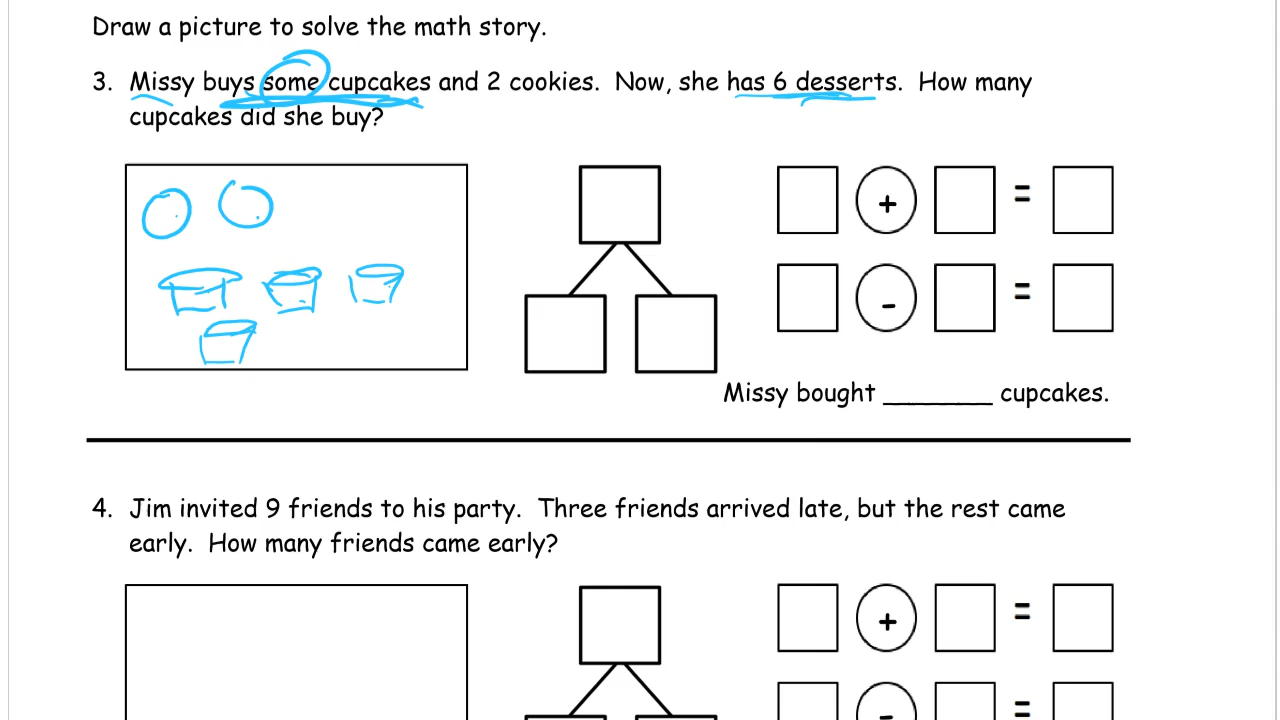 Draw a picture to solve the math story.
3. Missy buys some cupcakes and 2 cookies. Now, she has 6 desserts. How many
cupcakes did she buy?
+ =
- =
Missy bought ________ cupcakes.
4. Jim invited 9 friends to his party. Three friends arrived late, but the rest came
early. How many friends came early?
+ =
- =